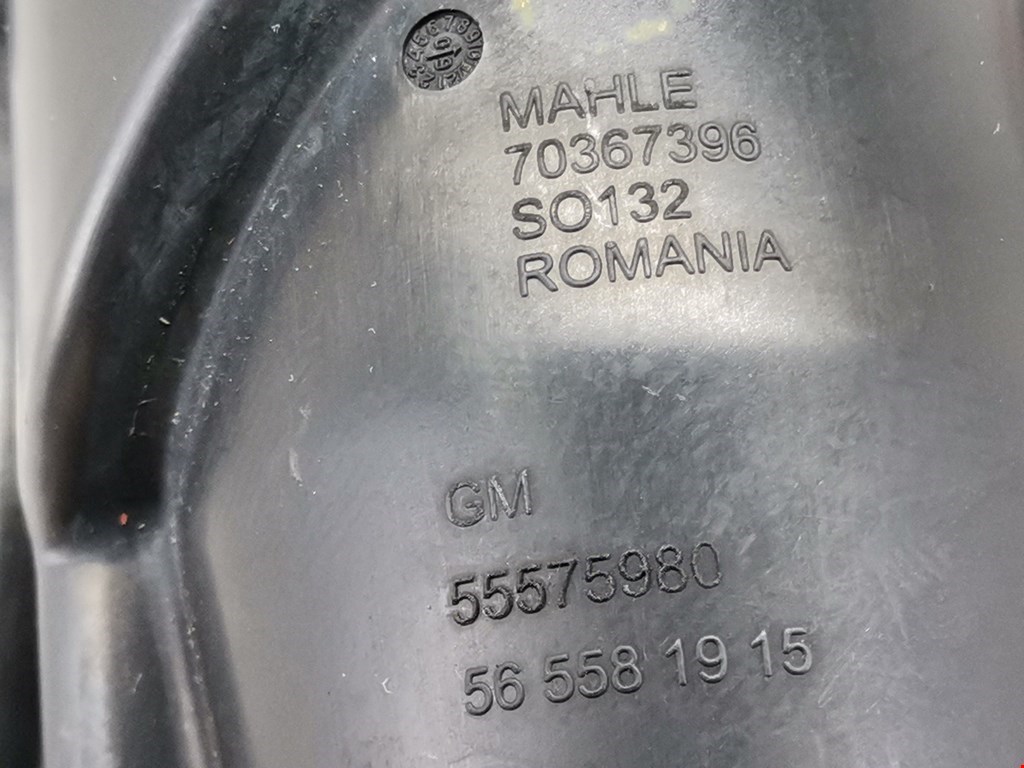 MAHLE
70367396
SO132
ROMANIA
GM
55575980
56 558 19 15